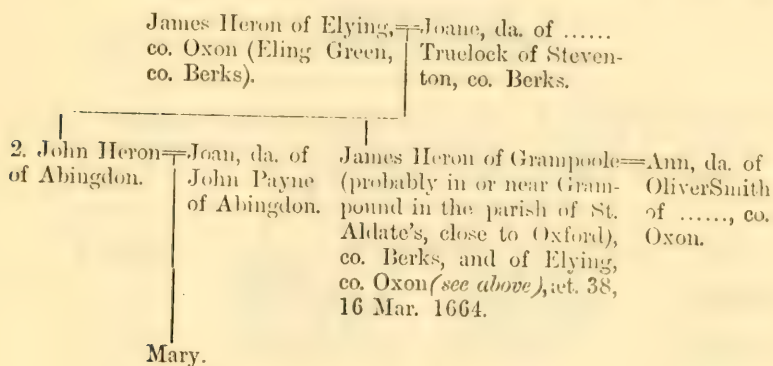 James Heron of Elying,
co. Oxon (Eling Green,
co. Berks).
Joane, da. of ......
Truelock of Steven-
ton, co. Berks.
2. John Heron
of Abingdon.
Joan, da. of
John Payne
of Abingdon.
James Heron of Grampoole
(probably in or near Gram-
pound in the parish of St.
Aldate's, close to Oxford),
co. Berks, and of Elying,
co. Oxon (see above), æt. 38,
16 Mar. 1664.
Ann, da. of
Oliver Smith
of ......, co.
Oxon.
Mary.